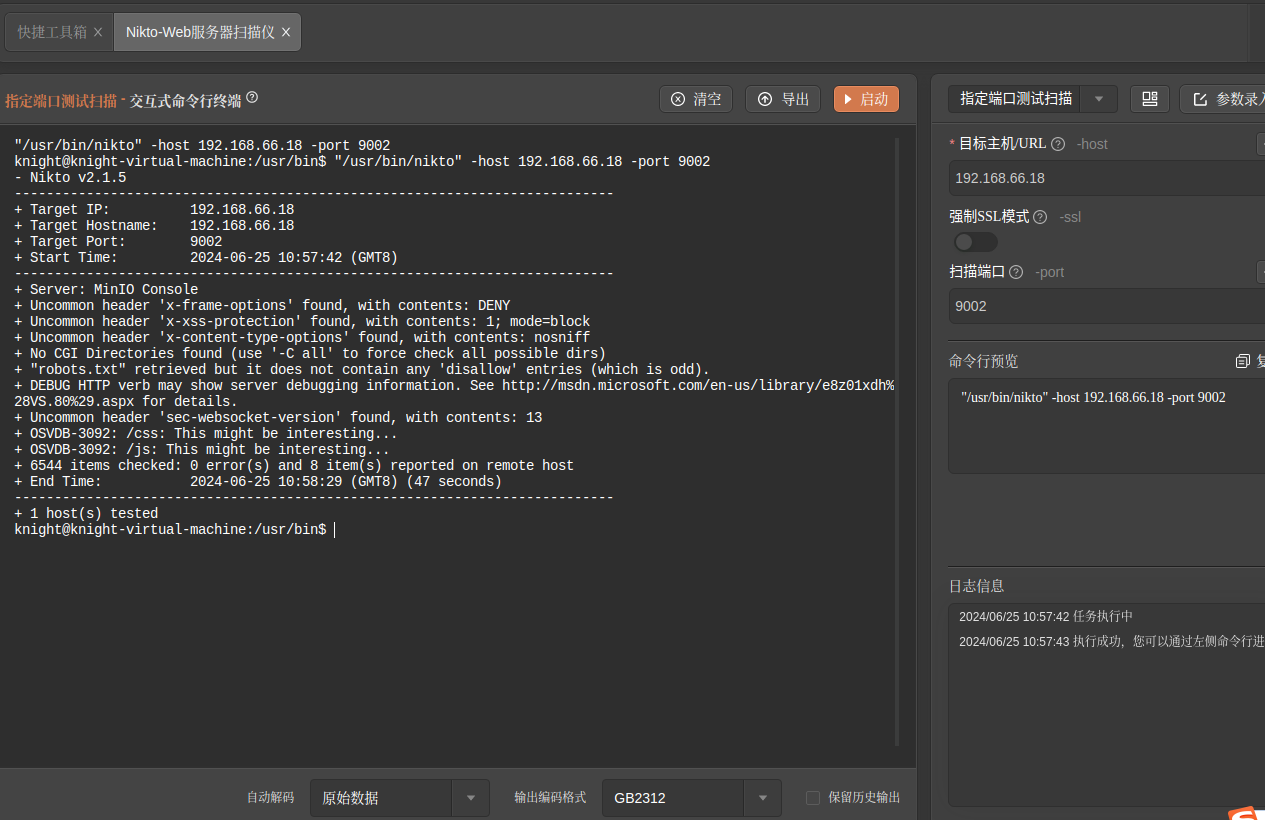 快捷工具箱 ×
Nikto-Web服务器扫描仪 ×
指定端口测试扫描 - 交互式命令行终端
清空
导出
启动
"/usr/bin/nikto" -host 192.168.66.18 -port 9002
knight@knight-virtual-machine:/usr/bin$ "/usr/bin/nikto" -host 192.168.66.18 -port 9002
- Nikto v2.1.5
---------------------------------------------------------------------------
+ Target IP:          192.168.66.18
+ Target Hostname:    192.168.66.18
+ Target Port:        9002
+ Start Time:         2024-06-25 10:57:42 (GMT8)
---------------------------------------------------------------------------
+ Server: MinIO Console
+ Uncommon header 'x-frame-options' found, with contents: DENY
+ Uncommon header 'x-xss-protection' found, with contents: 1; mode=block
+ Uncommon header 'x-content-type-options' found, with contents: nosniff
+ No CGI Directories found (use '-C all' to force check all possible dirs)
+ "robots.txt" retrieved but it does not contain any 'disallow' entries (which is odd).
+ DEBUG HTTP verb may show server debugging information. See http://msdn.microsoft.com/en-us/library/e8z01xdh%
28VS.80%29.aspx for details.
+ Uncommon header 'sec-websocket-version' found, with contents: 13
+ OSVDB-3092: /css: This might be interesting...
+ OSVDB-3092: /js: This might be interesting...
+ 6544 items checked: 0 error(s) and 8 item(s) reported on remote host
+ End Time:           2024-06-25 10:58:29 (GMT8) (47 seconds)
---------------------------------------------------------------------------
+ 1 host(s) tested
knight@knight-virtual-machine:/usr/bin$
自动解码
原始数据
输出编码格式
GB2312
保留历史输出
指定端口测试扫描
参数录入
* 目标主机/URL -host
192.168.66.18
强制SSL模式 -ssl
扫描端口 -port
9002
命令行预览
"/usr/bin/nikto" -host 192.168.66.18 -port 9002
日志信息
2024/06/25 10:57:42 任务执行中
2024/06/25 10:57:43 执行成功，您可以通过左侧命令行进